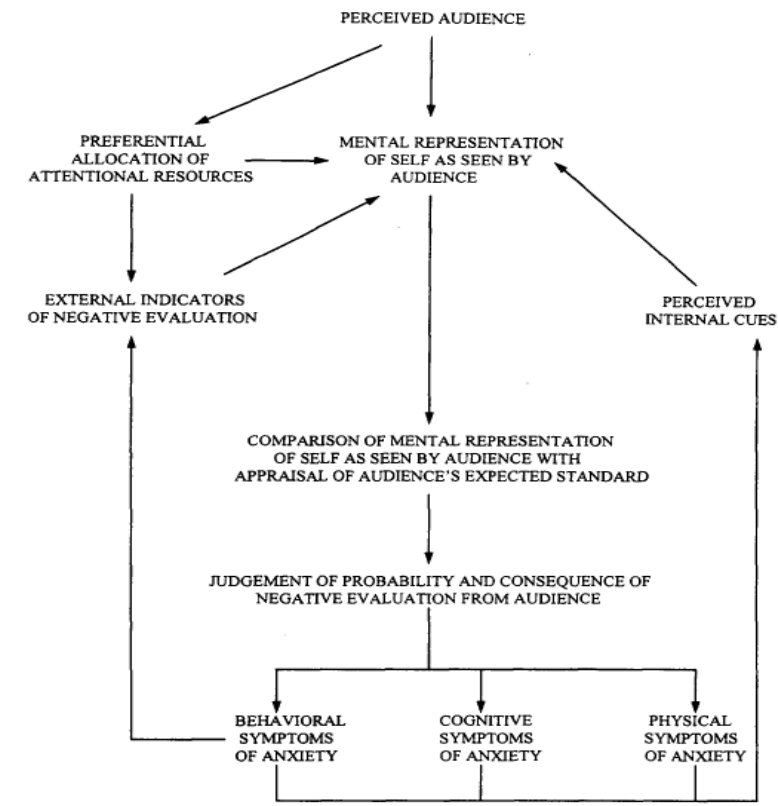 PERCEIVED AUDIENCE
PREFERENTIAL
ALLOCATION OF
ATTENTIONAL RESOURCES
MENTAL REPRESENTATION
OF SELF AS SEEN BY
AUDIENCE
EXTERNAL INDICATORS
OF NEGATIVE EVALUATION
PERCEIVED
INTERNAL CUES
COMPARISON OF MENTAL REPRESENTATION
OF SELF AS SEEN BY AUDIENCE WITH
APPRAISAL OF AUDIENCE'S EXPECTED STANDARD
JUDGEMENT OF PROBABILITY AND CONSEQUENCE OF
NEGATIVE EVALUATION FROM AUDIENCE
BEHAVIORAL
SYMPTOMS
OF ANXIETY
COGNITIVE
SYMPTOMS
OF ANXIETY
PHYSICAL
SYMPTOMS
OF ANXIETY